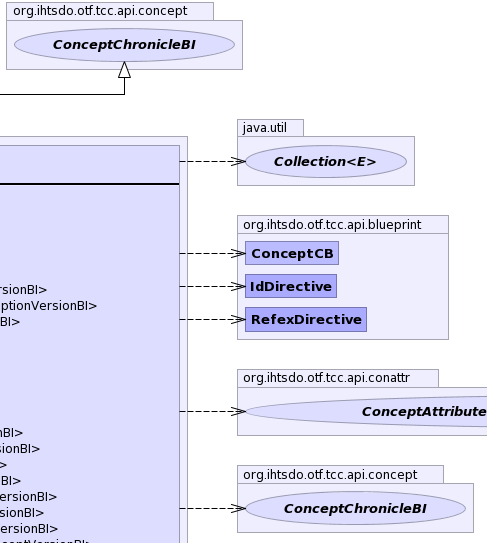 org.ihtsdo.otf.tcc.api.concept
ConceptChronicleBI
java.util
Collection<E>
org.ihtsdo.otf.tcc.api.blueprint
ConceptCB
IdDirective
RefexDirective
rsionBI>
ptionVersionBI>
BI>
org.ihtsdo.otf.tcc.api.conattr
ConceptAttribute
nBI>
sionBI>
>
BI>
ersionBI>
sionBI>
ersionBI>
org.ihtsdo.otf.tcc.api.concept
ConceptChronicleBI